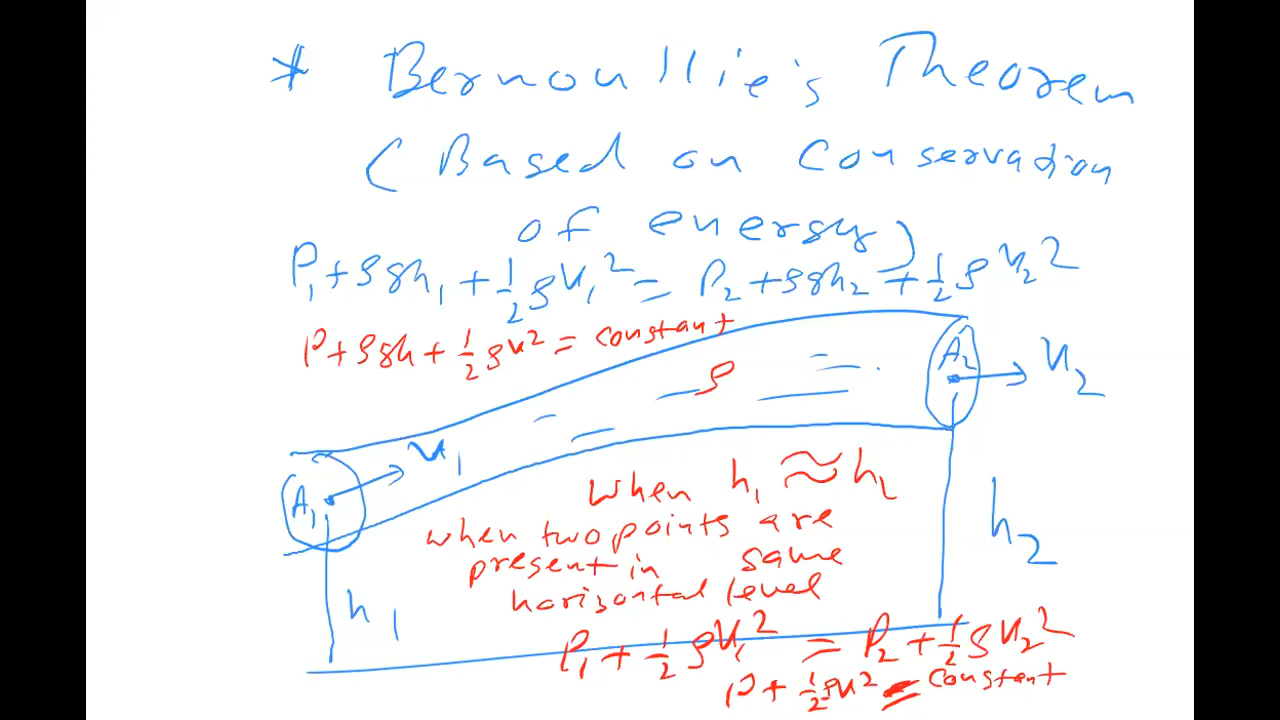 * Bernoullie's Theorem
(Based on conservation
of energy)
P₁+ρgh₁+½ρv₁²= P₂+ρgh₂+½ρv₂²
P+ρgh+½ρv²= constant
ρ
A₂
v₂
v₁
A₁
when h₁≈h₂
when two points are
present in same
horizontal level
h₂
h₁
P₁+½ρv₁² = P₂+½ρv₂²
P+½ρv²=constant